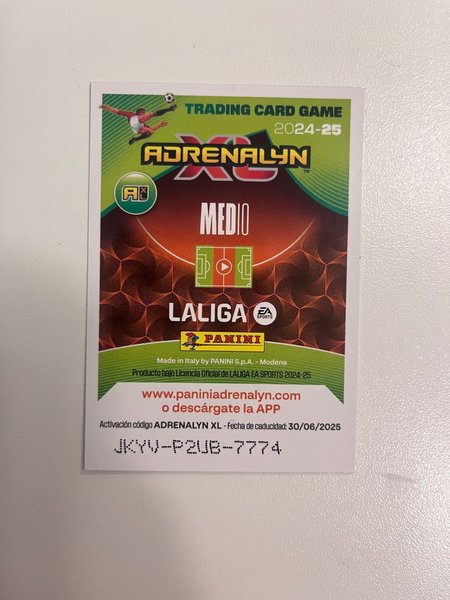 TRADING CARD GAME
2024-25
ADRENALYN
XL™
AXL
MEDIO
LALIGA EA SPORTS
PANINI
Made in Italy by PANINI S.p.A. - Modena
Producto bajo Licencia Oficial de LALIGA EA SPORTS 2024-25
www.paniniadrenalyn.com
o descárgate la APP
Activación código ADRENALYN XL - Fecha de caducidad: 30/06/2025
JKYV-P2UB-7774